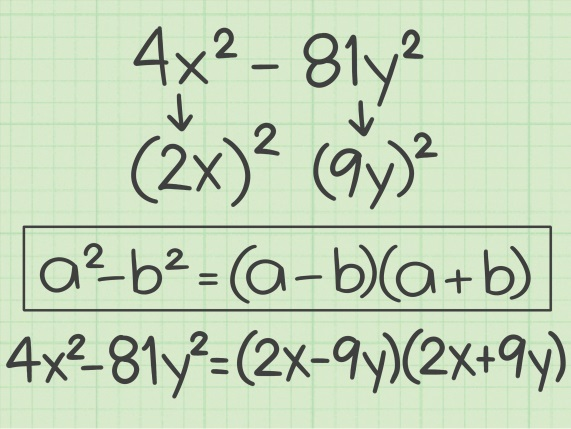 4x² - 81y²
(2x)² (9y)²
a² - b² = (a - b)(a + b)
4x² - 81y² = (2x - 9y)(2x + 9y)